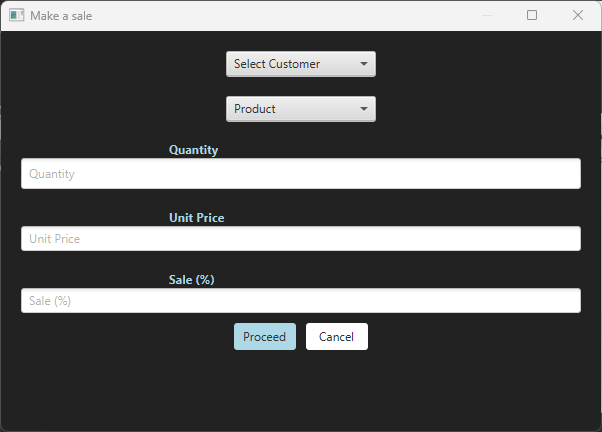 Make a sale
Select Customer
Product
Quantity
Quantity
Unit Price
Unit Price
Sale (%)
Sale (%)
Proceed Cancel